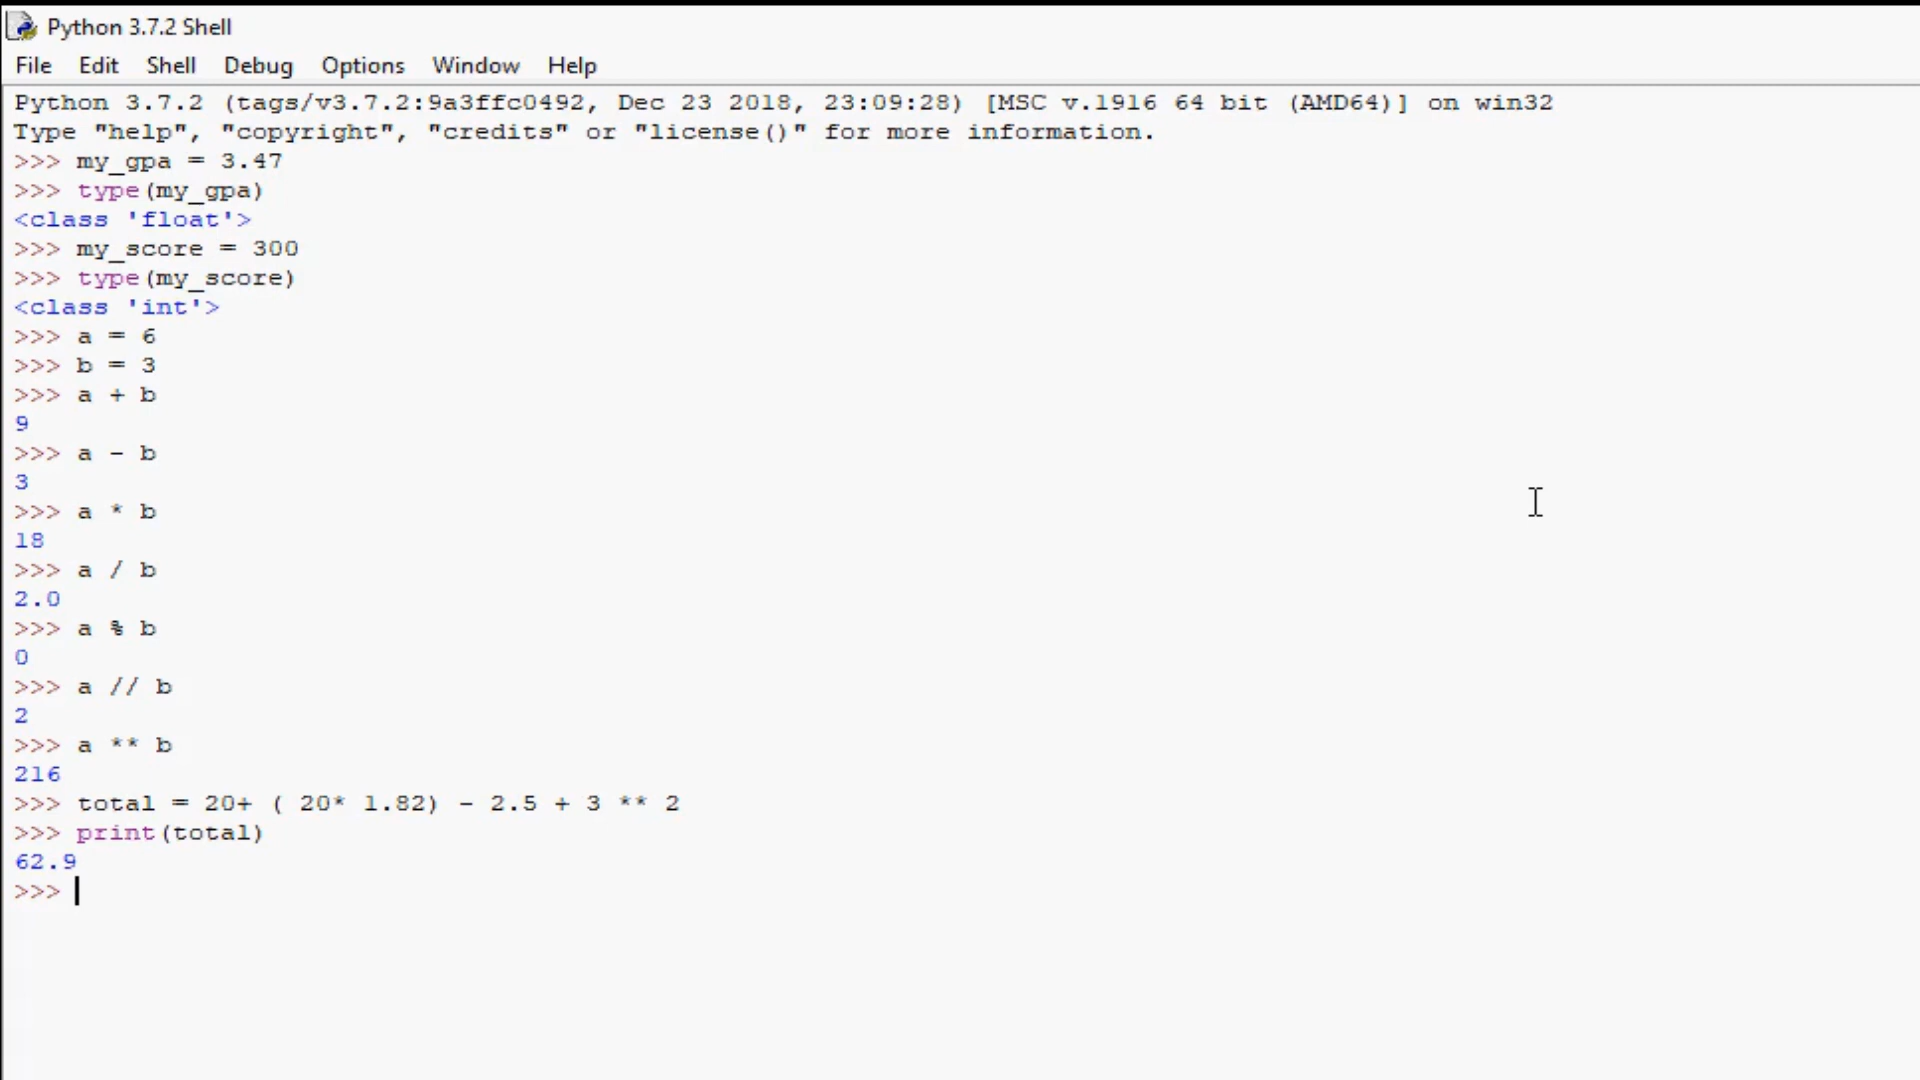 Python 3.7.2 Shell
File Edit Shell Debug Options Window Help
Python 3.7.2 (tags/v3.7.2:9a3ffc0492, Dec 23 2018, 23:09:28) [MSC v.1916 64 bit (AMD64)] on win32
Type "help", "copyright", "credits" or "license()" for more information.
>>> my_gpa = 3.47
>>> type(my_gpa)
<class 'float'>
>>> my_score = 300
>>> type(my_score)
<class 'int'>
>>> a = 6
>>> b = 3
>>> a + b
9
>>> a - b
3
>>> a * b
18
>>> a / b
2.0
>>> a % b
0
>>> a // b
2
>>> a ** b
216
>>> total = 20+ ( 20* 1.82) - 2.5 + 3 ** 2
>>> print(total)
62.9
>>>